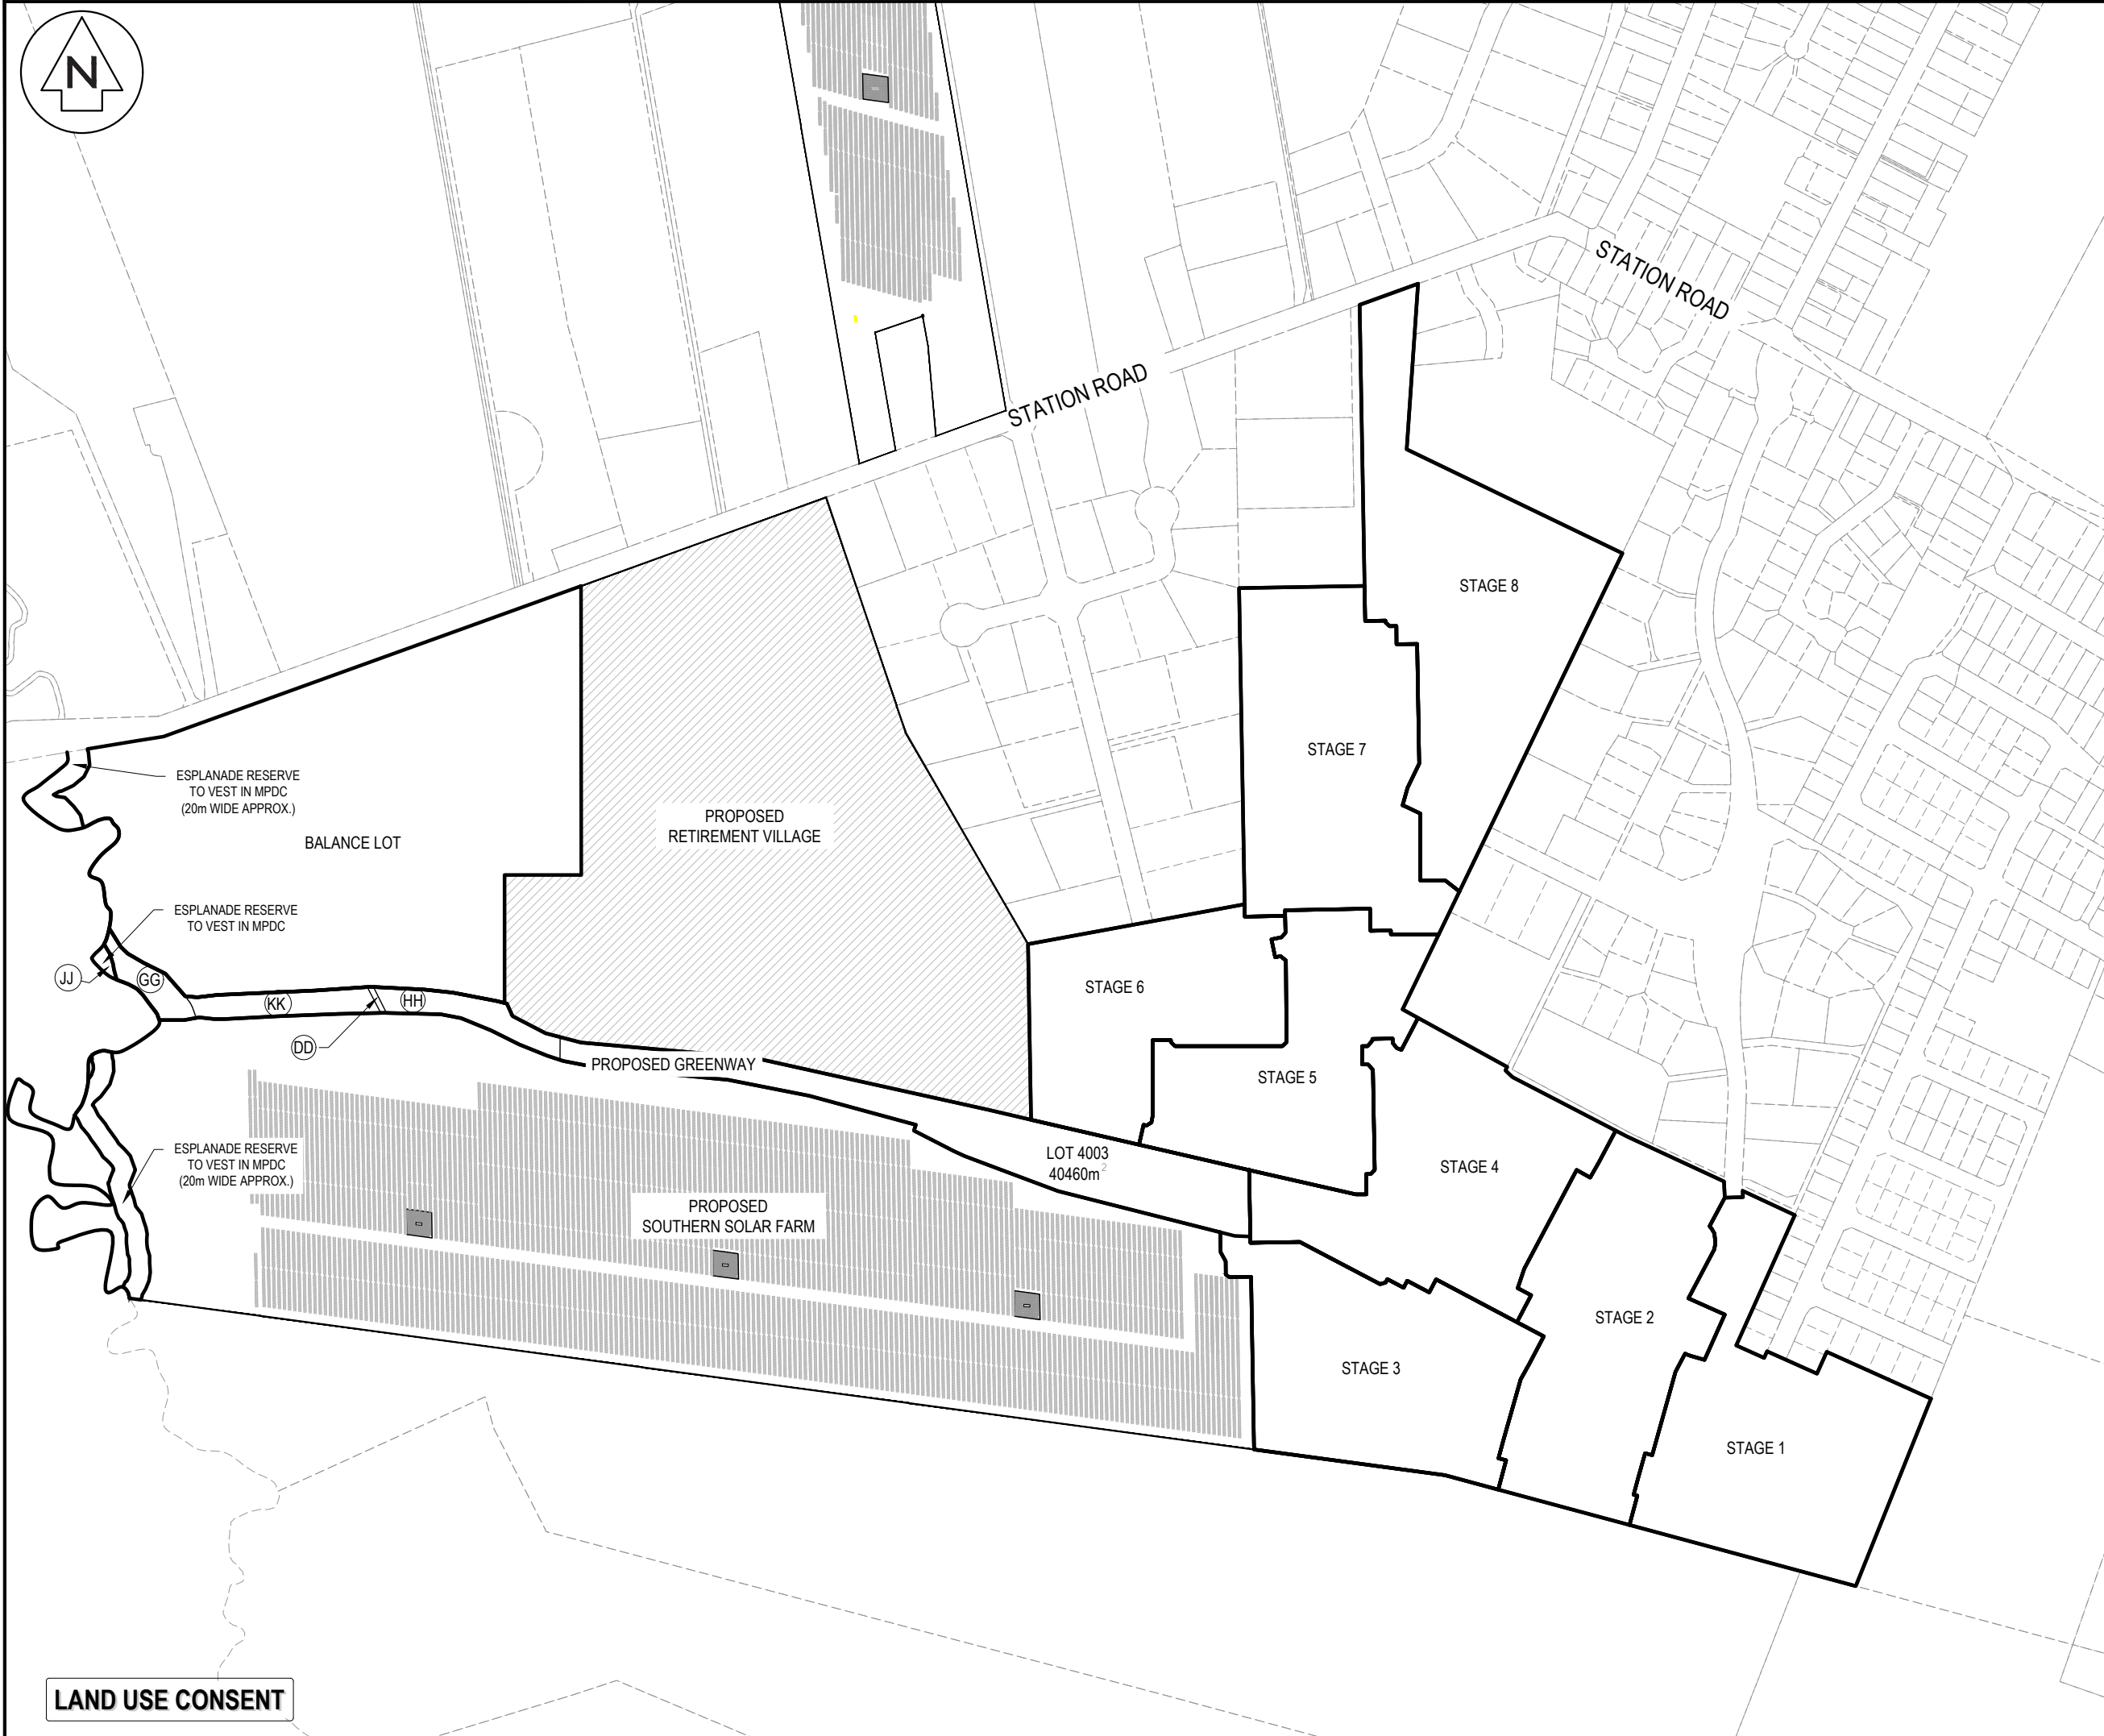 N
STATION ROAD
STATION ROAD
STAGE 8
STAGE 7
ESPLANADE RESERVE
TO VEST IN MPDC
(20m WIDE APPROX.)
BALANCE LOT
PROPOSED
RETIREMENT VILLAGE
ESPLANADE RESERVE
TO VEST IN MPDC
JJ
GG
KK
HH
DD
STAGE 6
PROPOSED GREENWAY
STAGE 5
ESPLANADE RESERVE
TO VEST IN MPDC
(20m WIDE APPROX.)
LOT 4003
40460m²
STAGE 4
PROPOSED
SOUTHERN SOLAR FARM
STAGE 2
STAGE 3
STAGE 1
LAND USE CONSENT